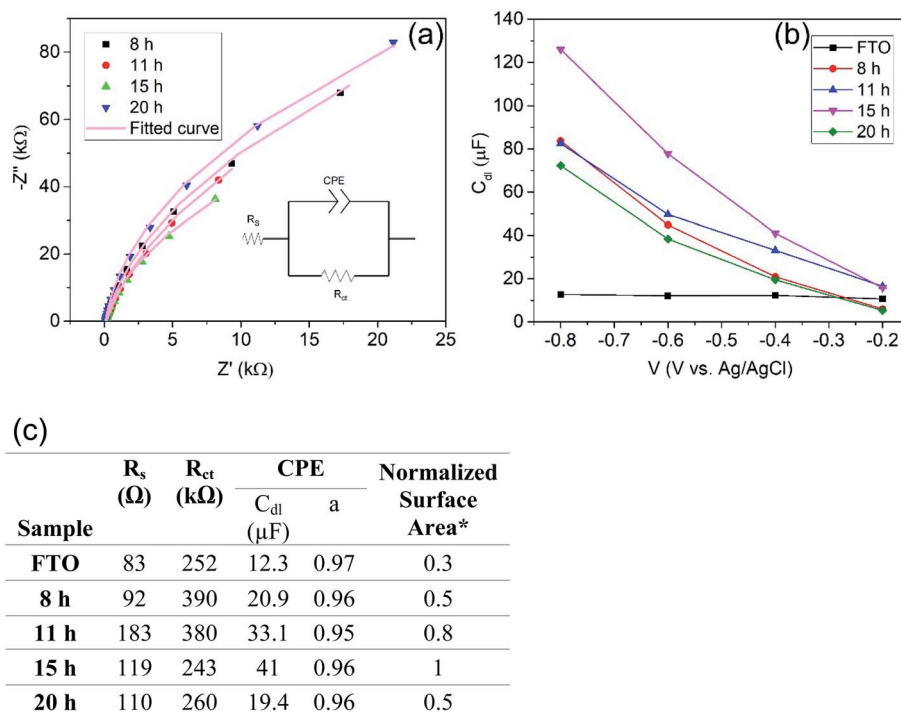 (a)
80
60
40
20
0
-Z" (kΩ)
8 h
11 h
15 h
20 h
Fitted curve
CPE
Rs
Rct
0 5 10 15 20 25
Z' (kΩ)
(b)
140
120
100
80
60
40
20
0
Cdl (μF)
FTO
8 h
11 h
15 h
20 h
-0.8 -0.7 -0.6 -0.5 -0.4 -0.3 -0.2
V (V vs. Ag/AgCl)
(c)
Rs Rct CPE Normalized
(Ω) (kΩ) Surface
Cdl a
Sample (μF) Area*
FTO 83 252 12.3 0.97 0.3
8 h 92 390 20.9 0.96 0.5
11 h 183 380 33.1 0.95 0.8
15 h 119 243 41 0.96 1
20 h 110 260 19.4 0.96 0.5